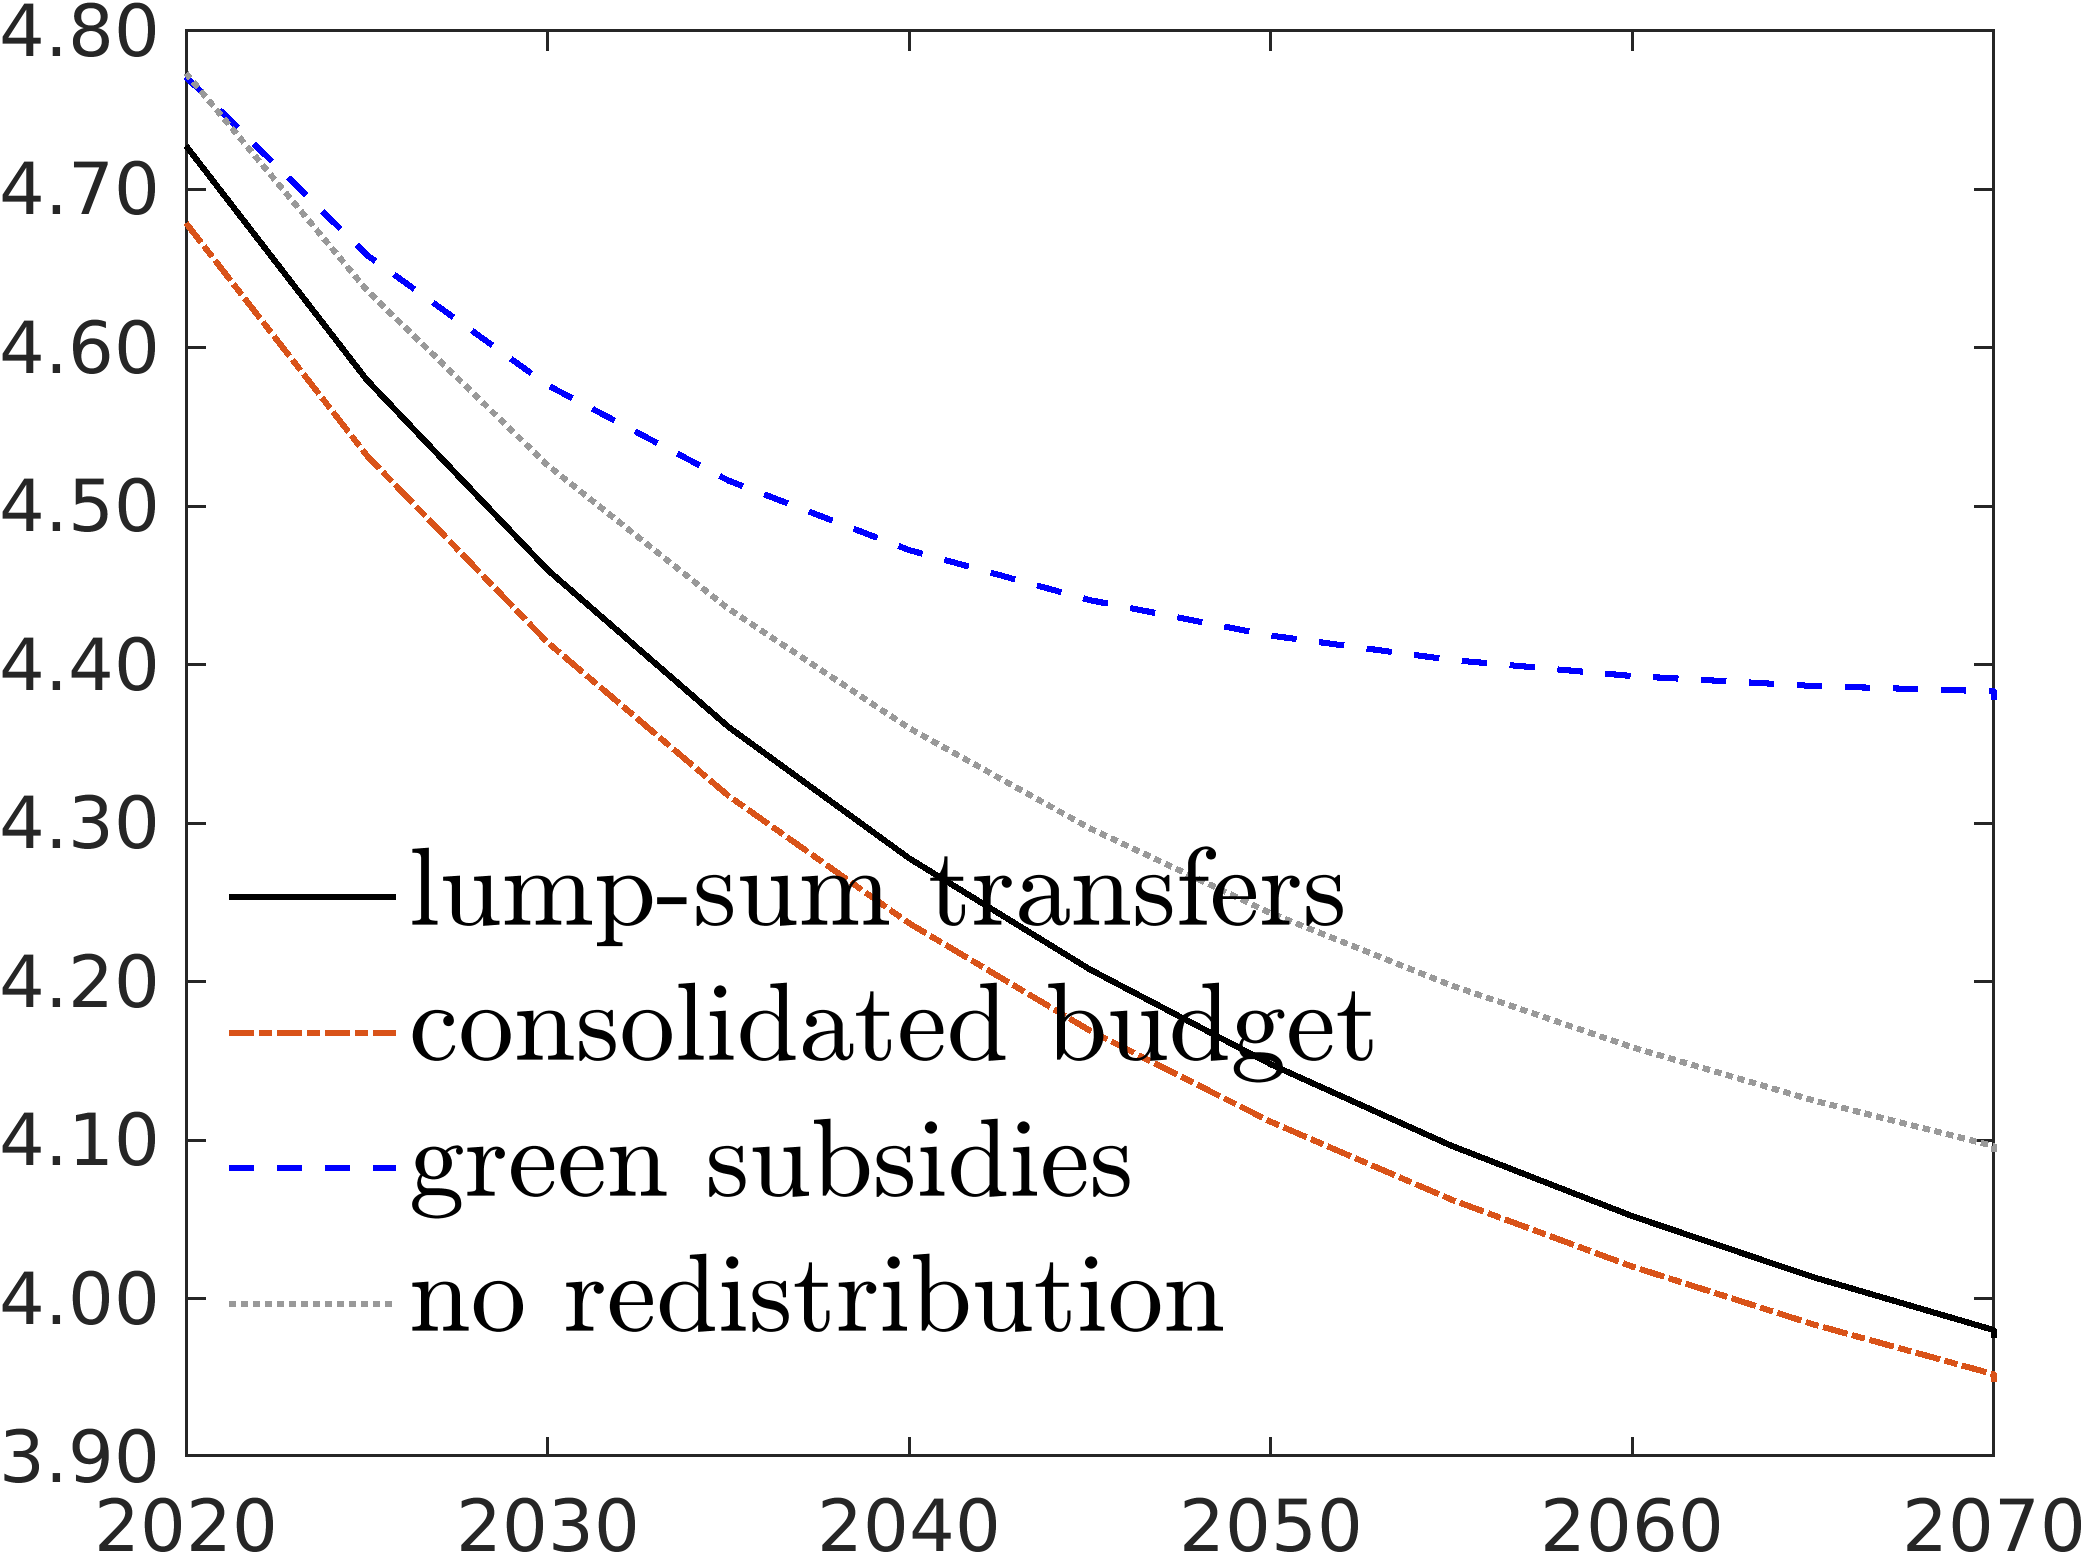 4.80
4.70
4.60
4.50
4.40
4.30
4.20
4.10
4.00
3.90
lump-sum transfers
consolidated budget
green subsidies
no redistribution
2020 2030 2040 2050 2060 2070